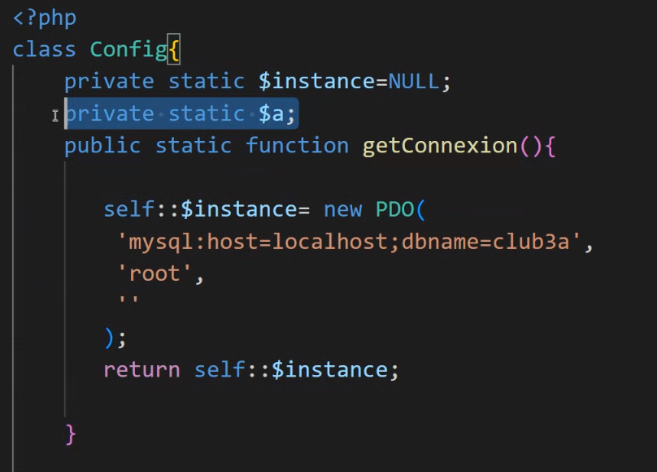 <?php
class Config{
private static $instance=NULL;
private static $a;
public static function getConnexion(){
self::$instance= new PDO(
'mysql:host=localhost;dbname=club3a',
'root',
''
);
return self::$instance;
}